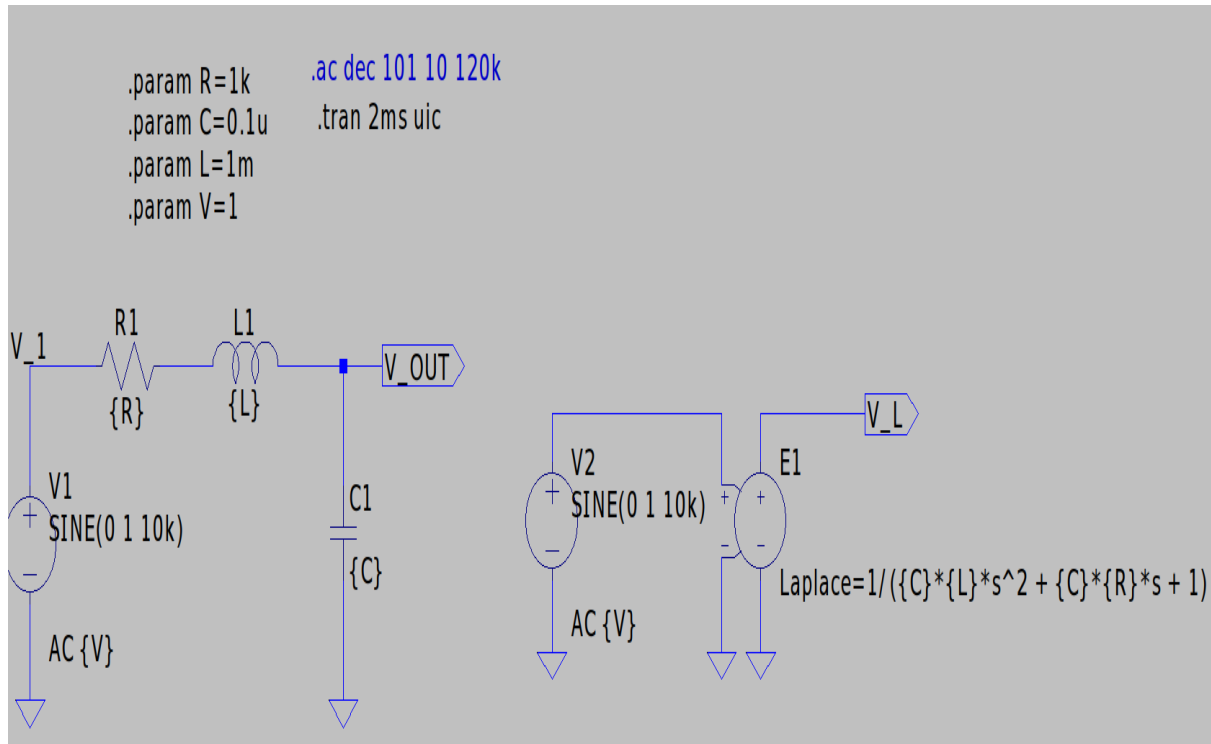 .param R=1k
.param C=0.1u
.param L=1m
.param V=1
.ac dec 101 10 120k
.tran 2ms uic
V_1
R1
{R}
L1
{L}
V_OUT
V1
SINE(0 1 10k)
AC {V}
C1
{C}
V2
SINE(0 1 10k)
AC {V}
E1
V_L
Laplace=1/({C}*{L}*s^2 + {C}*{R}*s + 1)